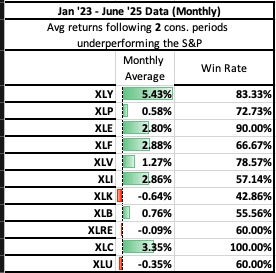 Jan '23 - June '25 Data (Monthly)
Avg returns following 2 cons. periods
underperforming the S&P
Monthly
Average Win Rate
XLY 5.43% 83.33%
XLP 0.58% 72.73%
XLE 2.80% 90.00%
XLF 2.88% 66.67%
XLV 1.27% 78.57%
XLI 2.86% 57.14%
XLK -0.64% 42.86%
XLB 0.76% 55.56%
XLRE -0.09% 60.00%
XLC 3.35% 100.00%
XLU -0.35% 60.00%